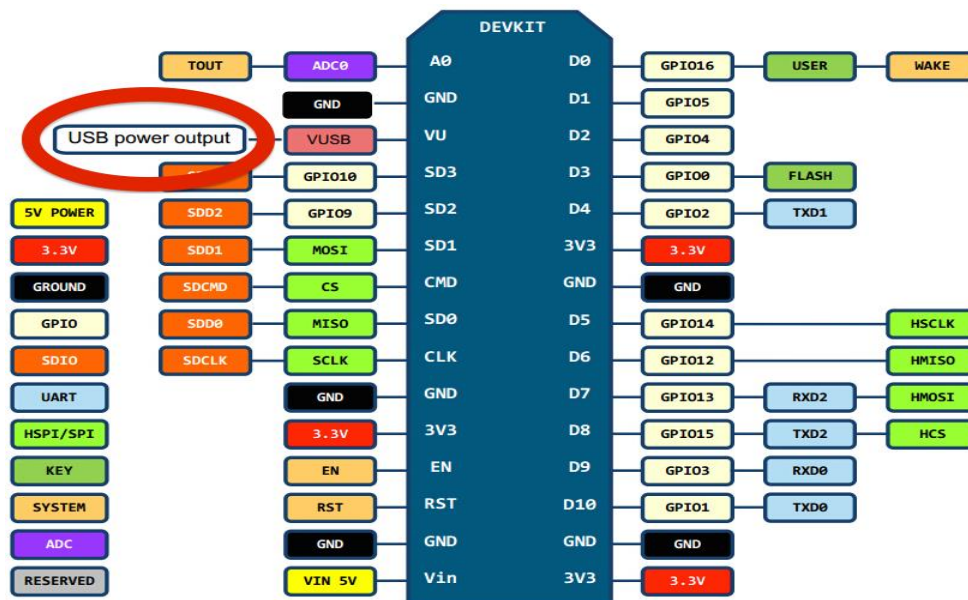 DEVKIT
TOUT ADC0 A0 D0 GPIO16 USER WAKE
GND GND D1 GPIO5
USB power output VUSB VU D2 GPIO4
GPIO10 SD3 D3 GPIO0 FLASH
5V POWER SDD2 GPIO9 SD2 D4 GPIO2 TXD1
3.3V SDD1 MOSI SD1 3V3 3.3V
GROUND SDCMD CS CMD GND GND
GPIO SDD0 MISO SD0 D5 GPIO14 HSCLK
SDIO SDCLK SCLK CLK D6 GPIO12 HMISO
UART GND GND D7 GPIO13 RXD2 HMOSI
HSPI/SPI 3.3V 3V3 D8 GPIO15 TXD2 HCS
KEY EN EN D9 GPIO3 RXD0
SYSTEM RST RST D10 GPIO1 TXD0
ADC GND GND GND GND
RESERVED VIN 5V Vin 3V3 3.3V